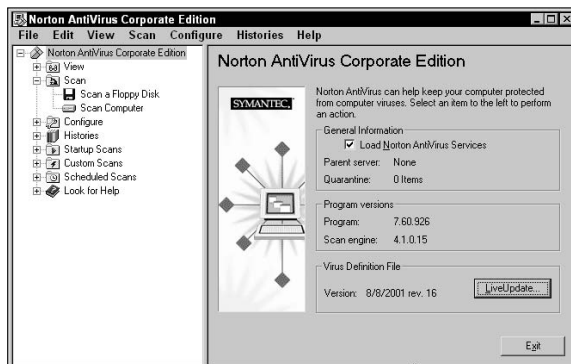 Norton AntiVirus Corporate Edition
File Edit View Scan Configure Histories Help
Norton AntiVirus Corporate Edition
View
Scan
Scan a Floppy Disk
Scan Computer
Configure
Histories
Startup Scans
Custom Scans
Scheduled Scans
Look for Help
Norton AntiVirus Corporate Edition
SYMANTEC.
Norton AntiVirus can help keep your computer protected
from computer viruses. Select an item to the left to perform
an action.
General Information
Load Norton AntiVirus Services
Parent server: None
Quarantine: 0 Items
Program versions
Program: 7.60.926
Scan engine: 4.1.0.15
Virus Definition File
Version: 8/8/2001 rev. 16
LiveUpdate...
Exit